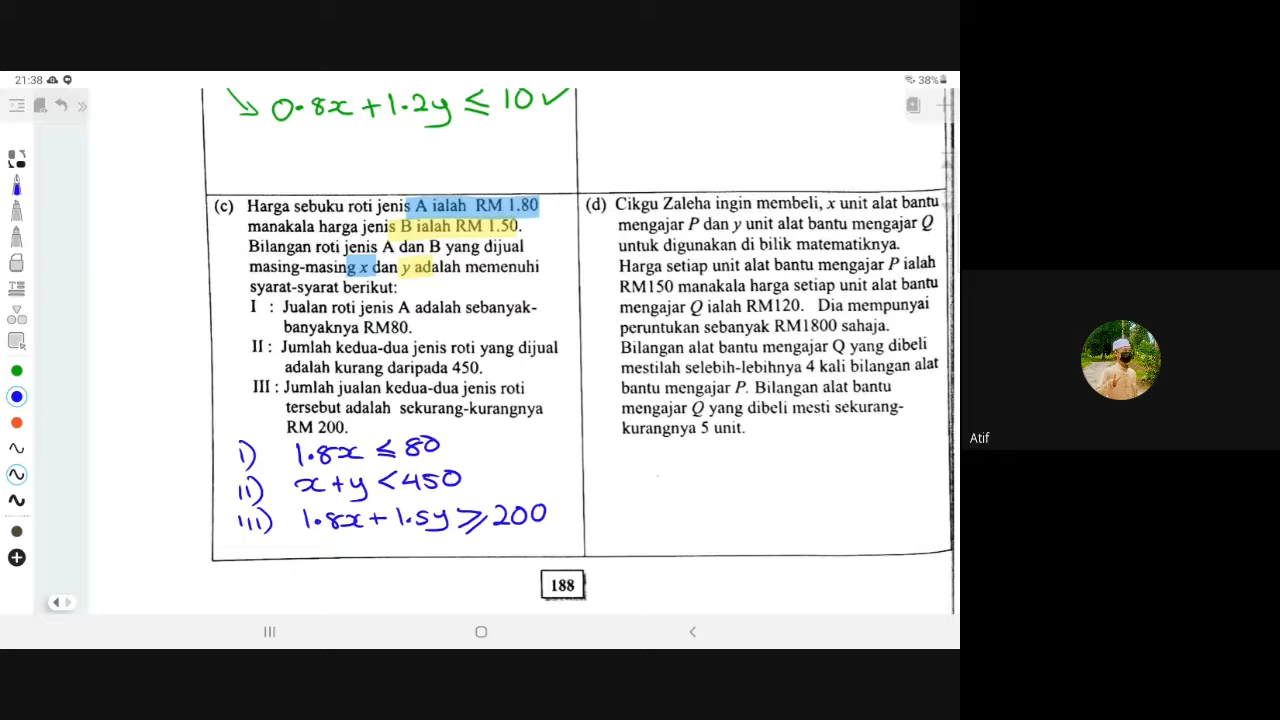 21:38
38%
0.8x + 1.2y ≤ 10 ✓
(c) Harga sebuku roti jenis A ialah RM 1.80
manakala harga jenis B ialah RM 1.50.
Bilangan roti jenis A dan B yang dijual
masing-masing x dan y adalah memenuhi
syarat-syarat berikut:
I : Jualan roti jenis A adalah sebanyak-
banyaknya RM80.
II : Jumlah kedua-dua jenis roti yang dijual
adalah kurang daripada 450.
III : Jumlah jualan kedua-dua jenis roti
tersebut adalah sekurang-kurangnya
RM 200.
i) 1.8x ≤ 80
ii) x + y < 450
iii) 1.8x + 1.5y ≥ 200
(d) Cikgu Zaleha ingin membeli, x unit alat bantu
mengajar P dan y unit alat bantu mengajar Q
untuk digunakan di bilik matematiknya.
Harga setiap unit alat bantu mengajar P ialah
RM150 manakala harga setiap unit alat bantu
mengajar Q ialah RM120. Dia mempunyai
peruntukan sebanyak RM1800 sahaja.
Bilangan alat bantu mengajar Q yang dibeli
mestilah selebih-lebihnya 4 kali bilangan alat
bantu mengajar P. Bilangan alat bantu
mengajar Q yang dibeli mesti sekurang-
kurangnya 5 unit.
188
Atif